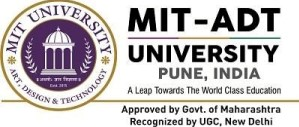 MIT UNIVERSITY
ART, DESIGN & TECHNOLOGY
MIT-ADT
UNIVERSITY
PUNE, INDIA
A Leap Towards The World Class Education
Approved by Govt. of Maharashtra
Recognized by UGC, New Delhi